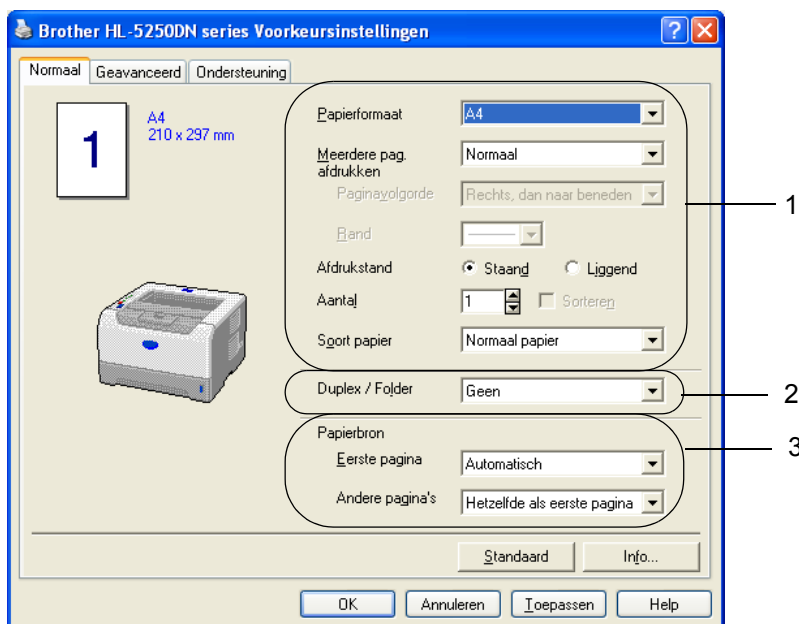 Brother HL-5250DN series Voorkeursinstellingen
Normaal Geavanceerd Ondersteuning
1
A4
210 x 297 mm
Papierformaat A4
Meerdere pag. afdrukken Normaal
Paginavolgorde Rechts, dan naar beneden
Rand
Afdrukstand Staand Liggend
Aantal 1 Sorteren
Soort papier Normaal papier
1
Duplex / Folder Geen
2
Papierbron
3
Eerste pagina Automatisch
Andere pagina's Hetzelfde als eerste pagina
Standaard Info...
OK Annuleren Toepassen Help